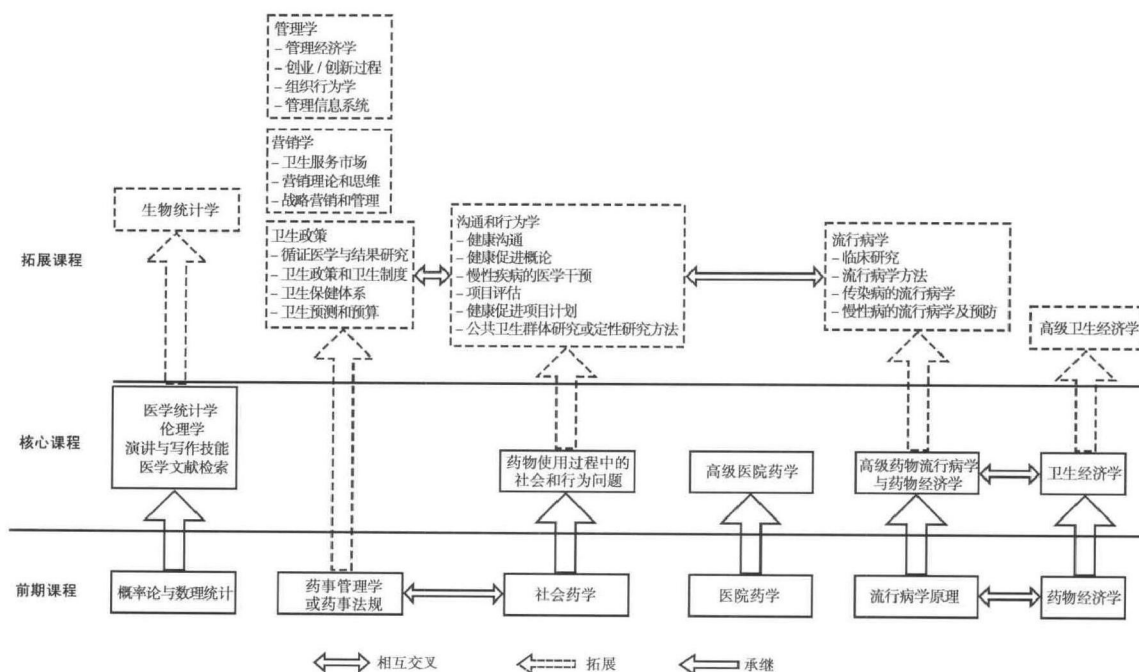 管理学
– 管理经济学
– 创业 / 创新过程
– 组织行为学
– 管理信息系统
营销学
– 卫生服务市场
– 营销理论和思维
– 战略营销和管理
拓展课程
生物统计学
卫生政策
– 循证医学与结果研究
– 卫生政策和卫生制度
– 卫生保健体系
– 卫生预测和预算
沟通和行为学
– 健康沟通
– 健康促进概论
– 慢性疾病的医学干预
– 项目评估
– 健康促进项目计划
– 公共卫生群体研究或定性研究方法
流行病学
– 临床研究
– 流行病学方法
– 传染病的流行病学
– 慢性病的流行病学及预防
高级卫生经济学
核心课程
医学统计学
伦理学
演讲与写作技能
医学文献检索
药物使用过程中的
社会和行为问题
高级医院药学
高级药物流行病学
与药物经济学
卫生经济学
前期课程
概率论与数理统计
药事管理学
或药事法规
社会药学
医院药学
流行病学原理
药物经济学
相互交叉
拓展
承继